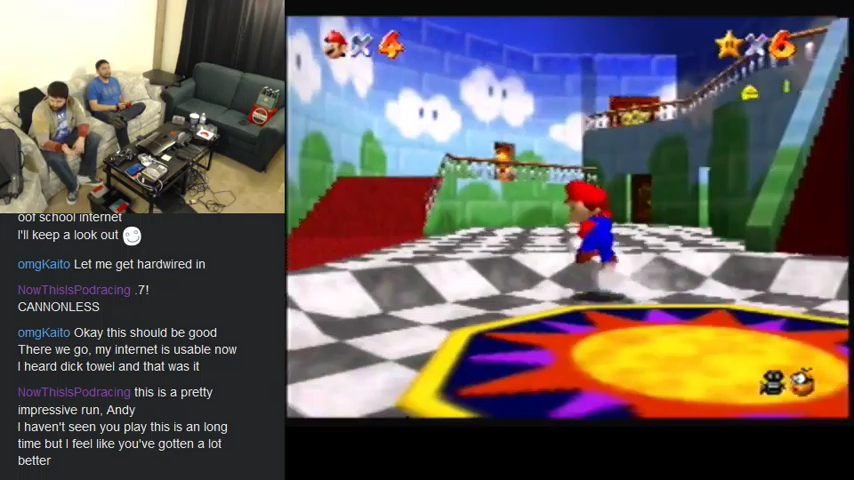 x 4
x 6
oof school internet
I'll keep a look out
omgKaito Let me get hardwired in
NowThisIsPodracing .7!
CANNONLESS
omgKaito Okay this should be good
There we go, my internet is usable now
I heard dick towel and that was it
NowThisIsPodracing this is a pretty
impressive run, Andy
I haven't seen you play this is an long
time but I feel like you've gotten a lot
better